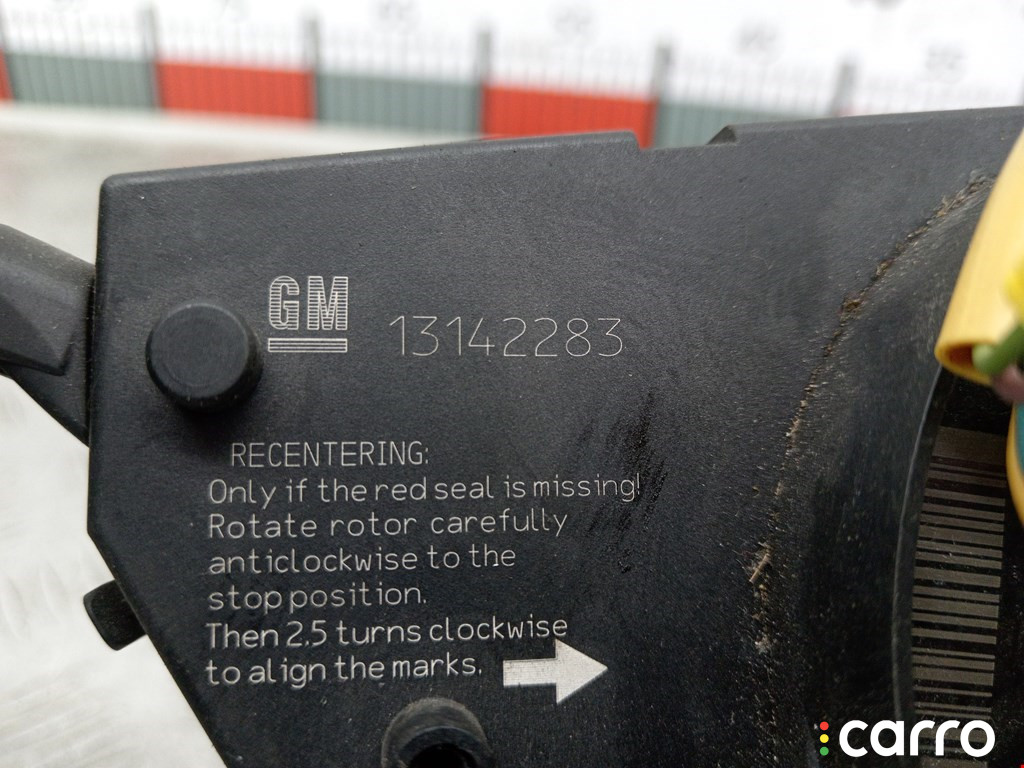 GM
13142283
RECENTERING:
Only if the red seal is missing!
Rotate rotor carefully
anticlockwise to the
stop position.
Then 2.5 turns clockwise
to align the marks.
carro